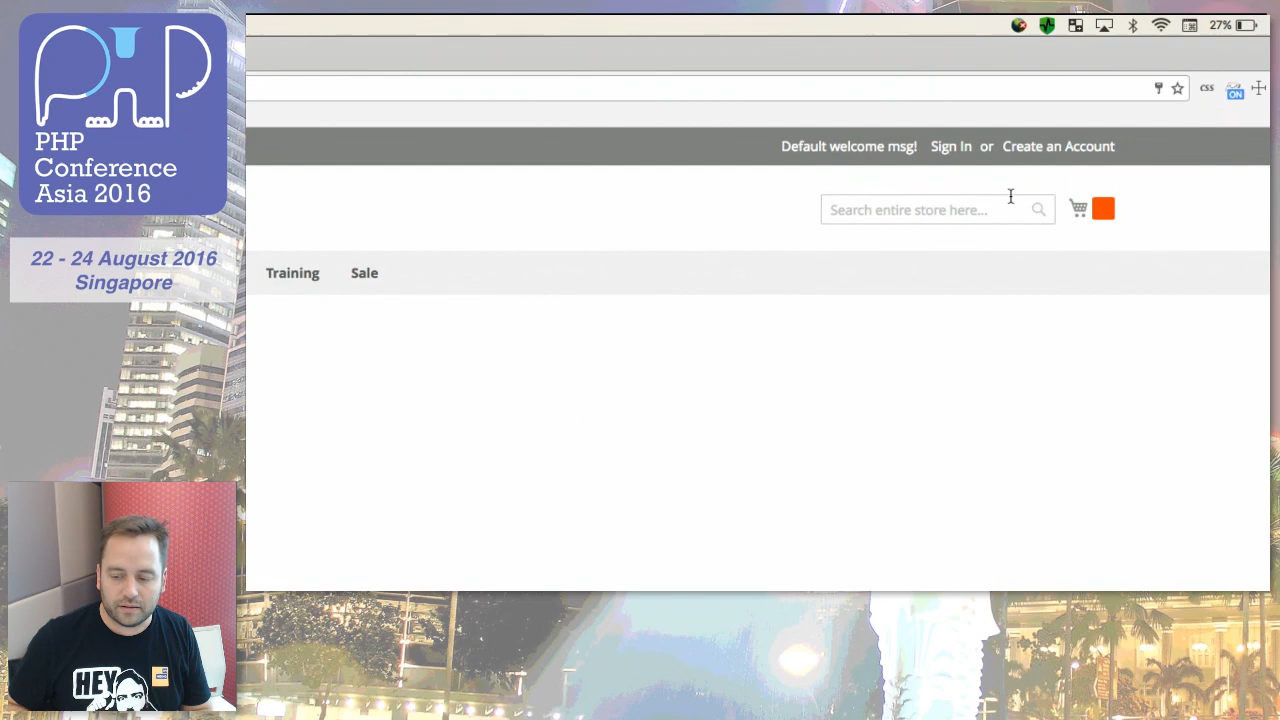 PHP
Conference
Asia 2016
22 - 24 August 2016
Singapore
27%
CSS
ON
Default welcome msg! Sign In or Create an Account
Search entire store here...
Training Sale
HEY